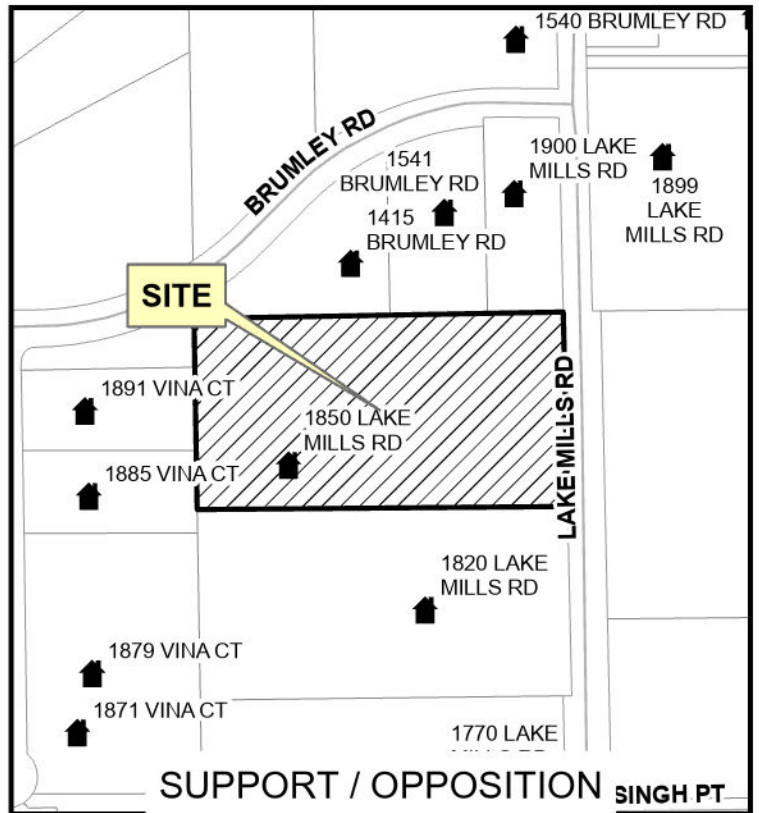 1540 BRUMLEY RD
BRUMLEY RD
1541
BRUMLEY RD
1415
BRUMLEY RD
1900 LAKE
MILLS RD
1899
LAKE
MILLS RD
SITE
1891 VINA CT
1850 LAKE
MILLS RD
LAKE MILLS RD
1885 VINA CT
1820 LAKE
MILLS RD
1879 VINA CT
1871 VINA CT
1770 LAKE
SUPPORT / OPPOSITION
SINGH PT